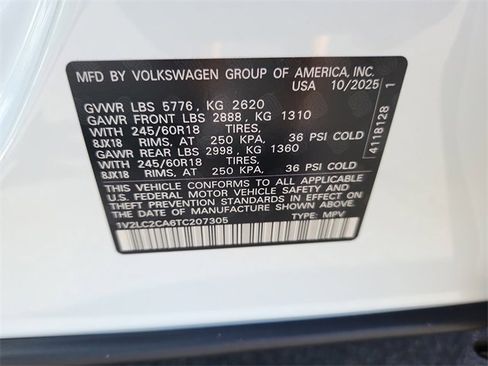 MFD BY VOLKSWAGEN GROUP OF AMERICA, INC.
USA 10/2025
GVWR LBS 5776, KG 2620
GAWR FRONT LBS 2888, KG 1310
WITH 245/60R18 TIRES,
8JX18 RIMS, AT 250 KPA, 36 PSI COLD
GAWR REAR LBS 2998, KG 1360
WITH 245/60R18 TIRES,
8JX18 RIMS, AT 250 KPA, 36 PSI COLD
THIS VEHICLE CONFORMS TO ALL APPLICABLE
U.S. FEDERAL MOTOR VEHICLE SAFETY AND
THEFT PREVENTION STANDARDS IN EFFECT ON
THE DATE OF MANUFACTURE SHOWN ABOVE.
1V2LC2CA6TC207305 TYPE: MPV
4118128 1